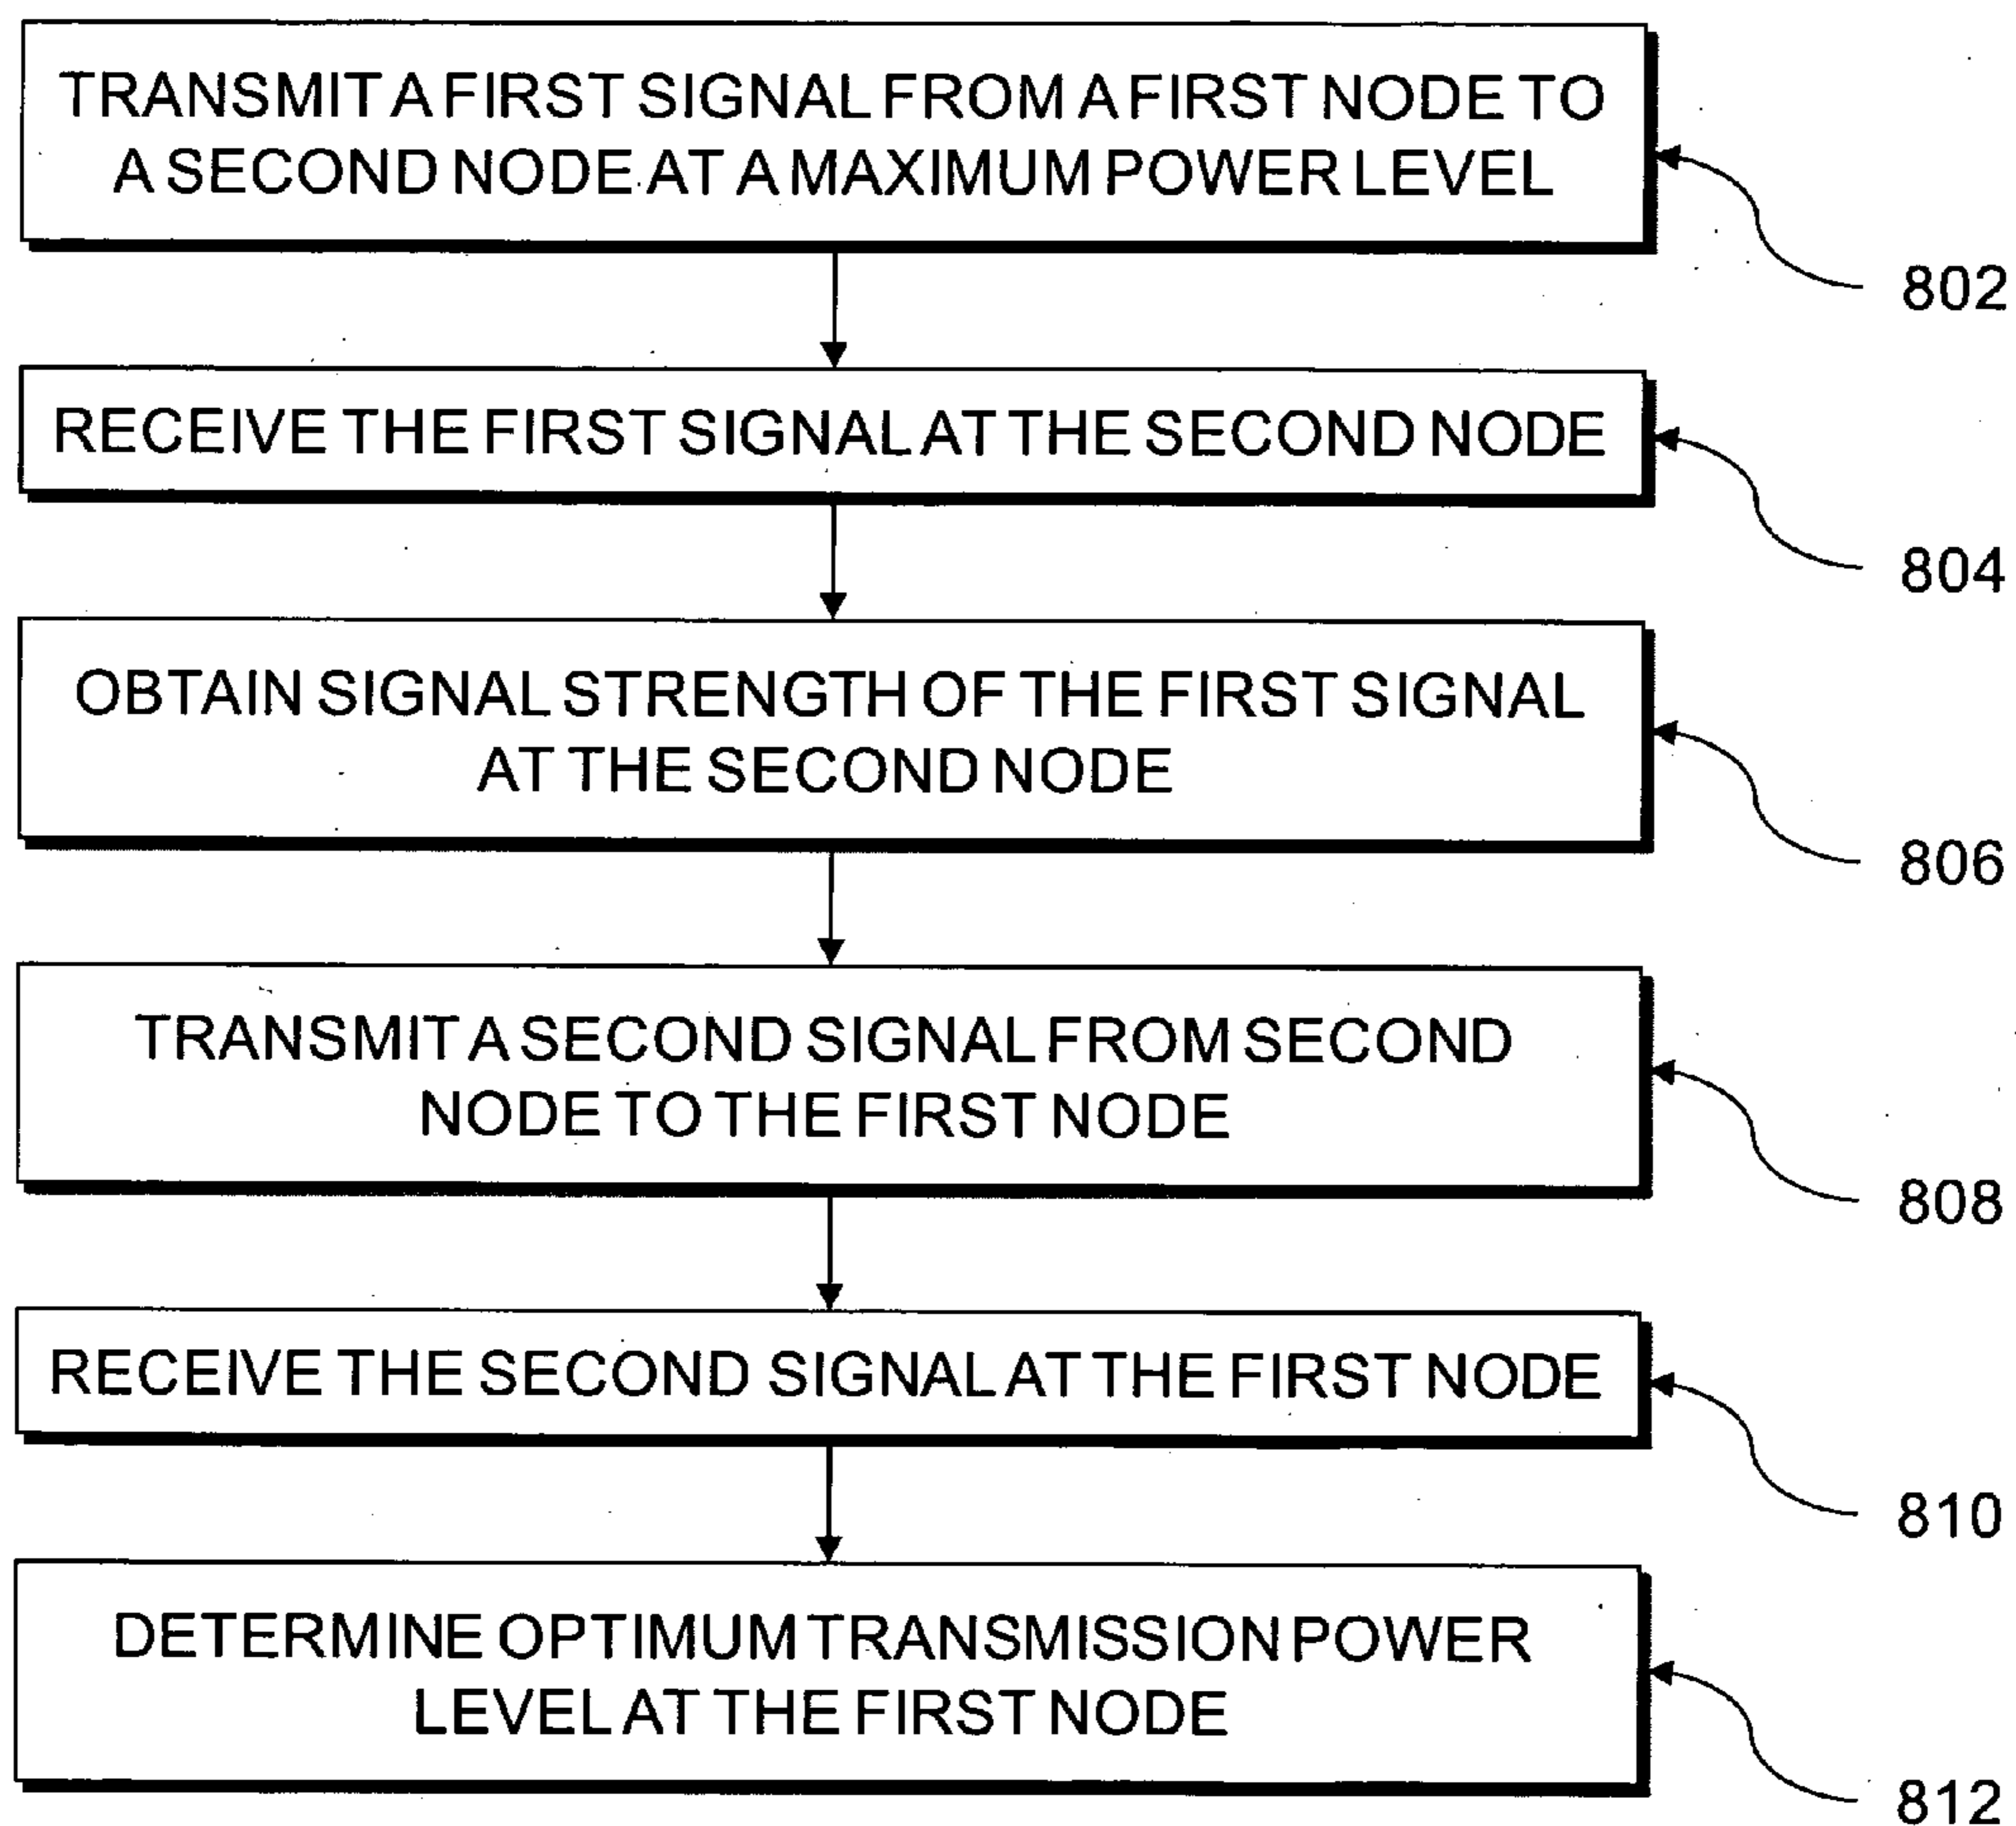 TRANSMIT A FIRST SIGNAL FROM A FIRST NODE TO
A SECOND NODE AT A MAXIMUM POWER LEVEL
802
RECEIVE THE FIRST SIGNAL AT THE SECOND NODE
804
OBTAIN SIGNAL STRENGTH OF THE FIRST SIGNAL
AT THE SECOND NODE
806
TRANSMIT A SECOND SIGNAL FROM SECOND
NODE TO THE FIRST NODE
808
RECEIVE THE SECOND SIGNAL AT THE FIRST NODE
810
DETERMINE OPTIMUM TRANSMISSION POWER
LEVEL AT THE FIRST NODE
812